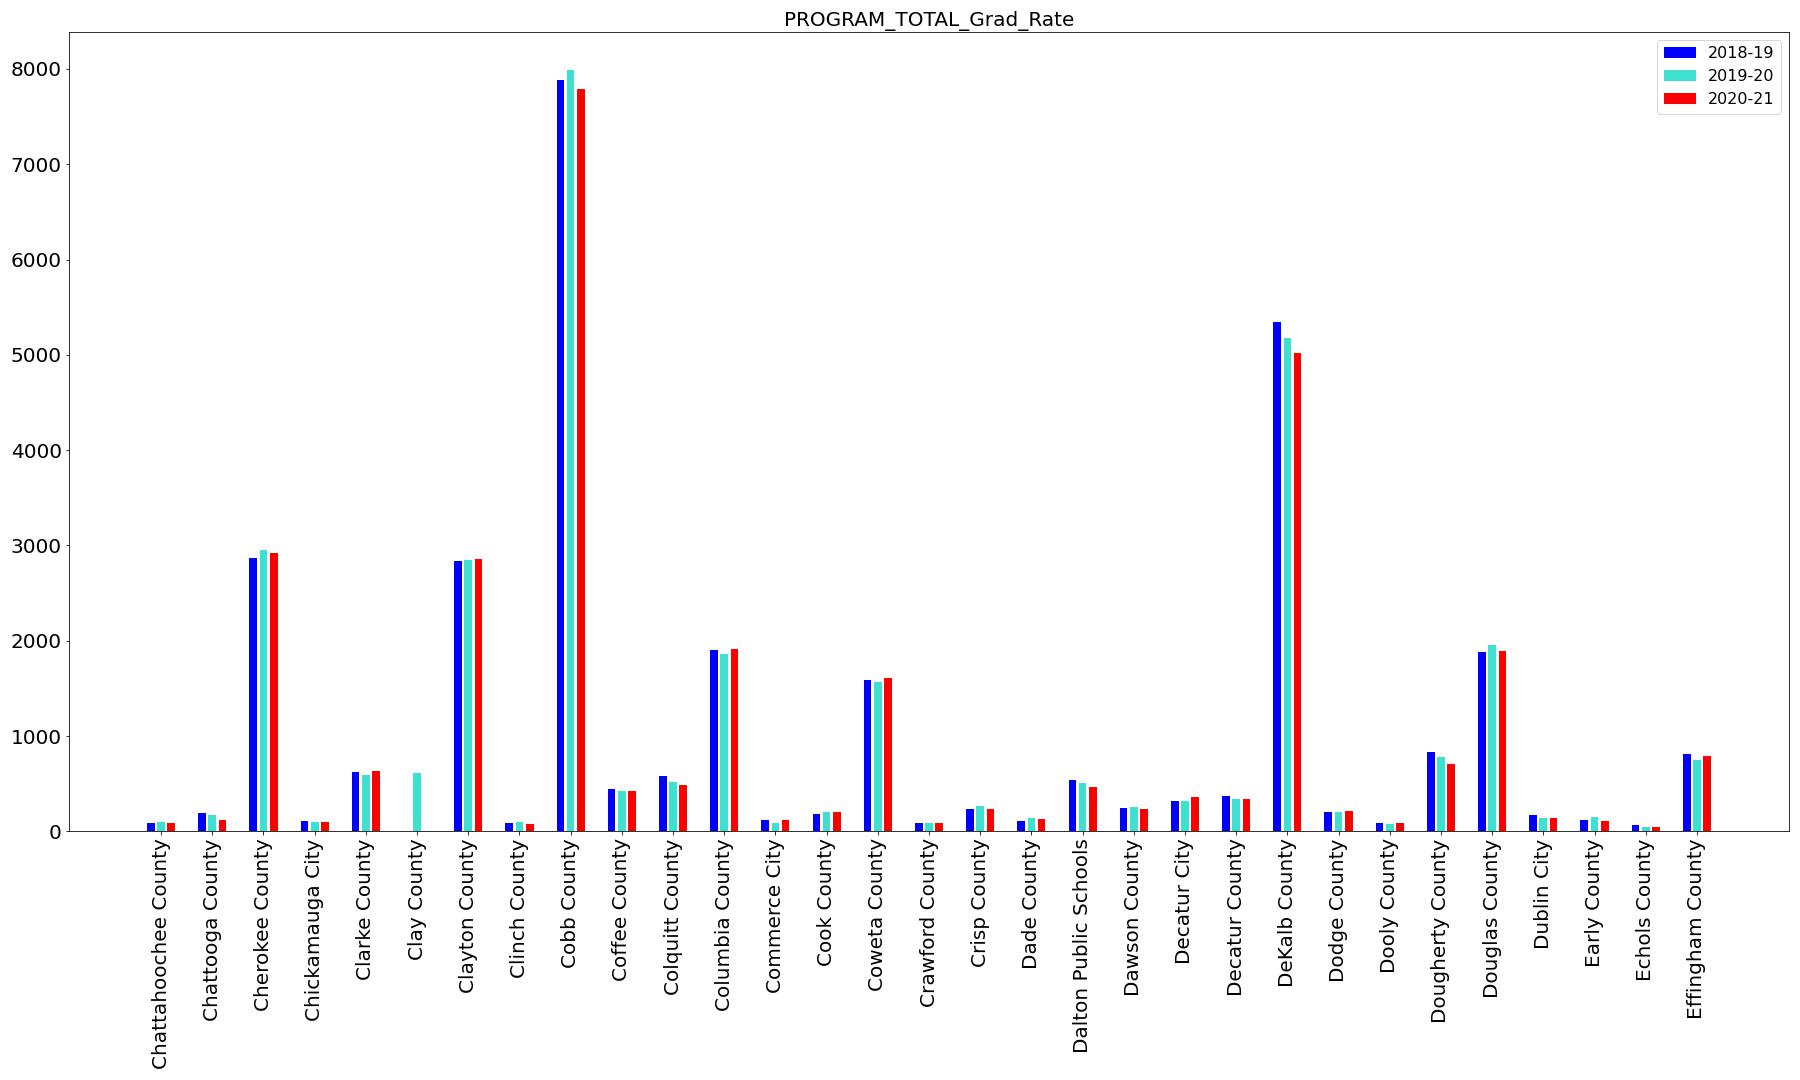 PROGRAM_TOTAL_Grad_Rate
2018-19
2019-20
2020-21
8000
7000
6000
5000
4000
3000
2000
1000
0
Chattahoochee County
Chattooga County
Cherokee County
Chickamauga City
Clarke County
Clay County
Clayton County
Clinch County
Cobb County
Coffee County
Colquitt County
Columbia County
Commerce City
Cook County
Coweta County
Crawford County
Crisp County
Dade County
Dalton Public Schools
Dawson County
Decatur City
Decatur County
DeKalb County
Dodge County
Dooly County
Dougherty County
Douglas County
Dublin City
Early County
Echols County
Effingham County